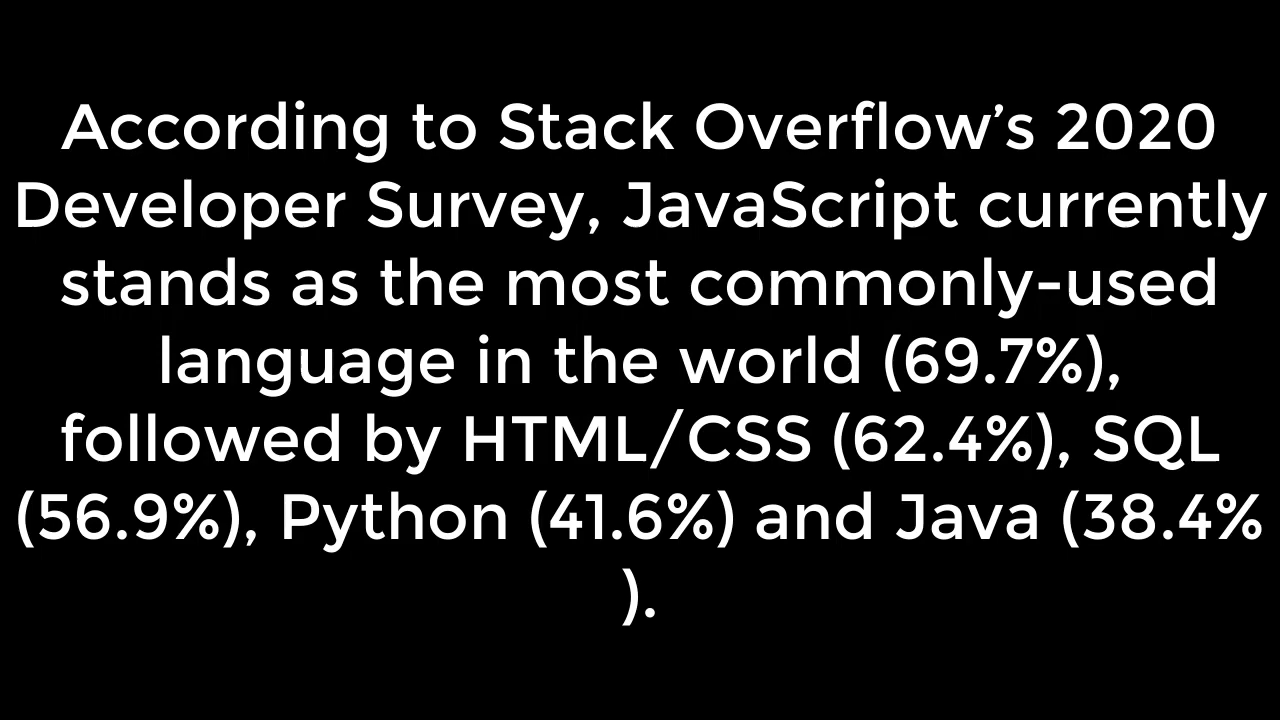 According to Stack Overflow’s 2020
Developer Survey, JavaScript currently
stands as the most commonly-used
language in the world (69.7%),
followed by HTML/CSS (62.4%), SQL
(56.9%), Python (41.6%) and Java (38.4%
).